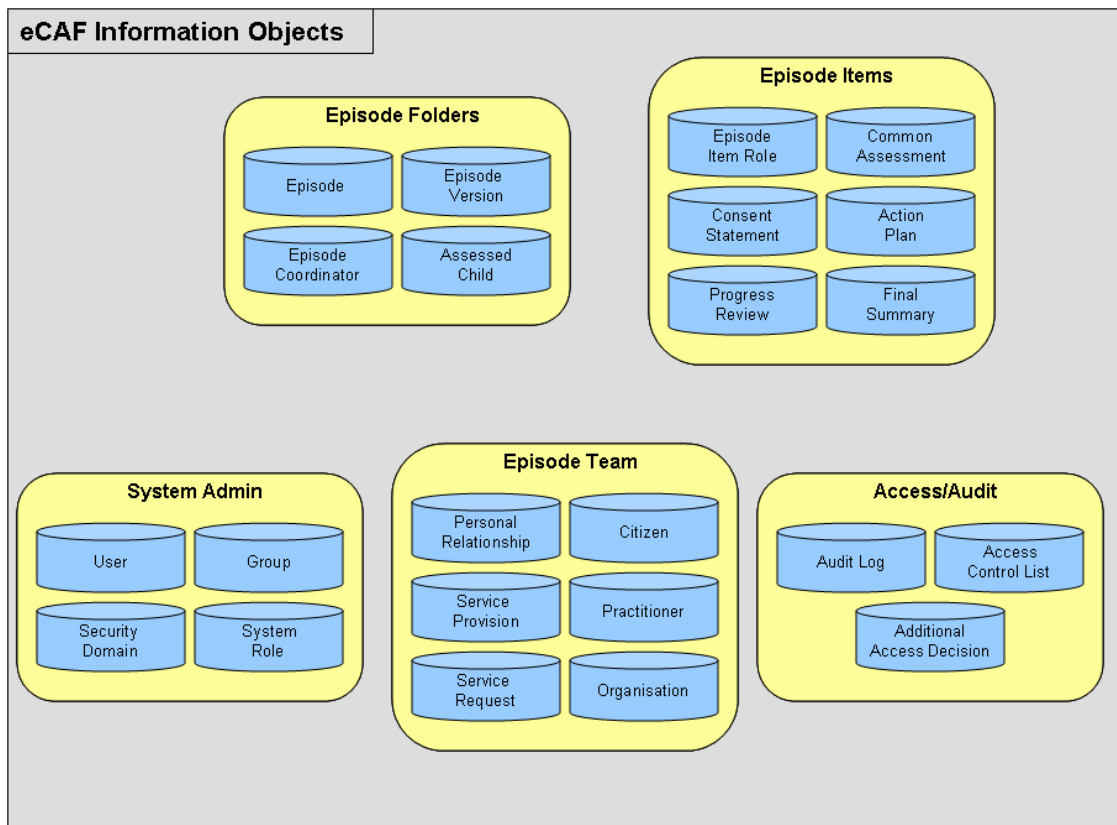 eCAF Information Objects
Episode Folders
Episode
Episode
Version
Episode
Coordinator
Assessed
Child
Episode Items
Episode
Item Role
Common
Assessment
Consent
Statement
Action
Plan
Progress
Review
Final
Summary
System Admin
User
Group
Security
Domain
System
Role
Episode Team
Personal
Relationship
Citizen
Service
Provision
Practitioner
Service
Request
Organisation
Access/Audit
Audit Log
Access
Control List
Additional
Access Decision